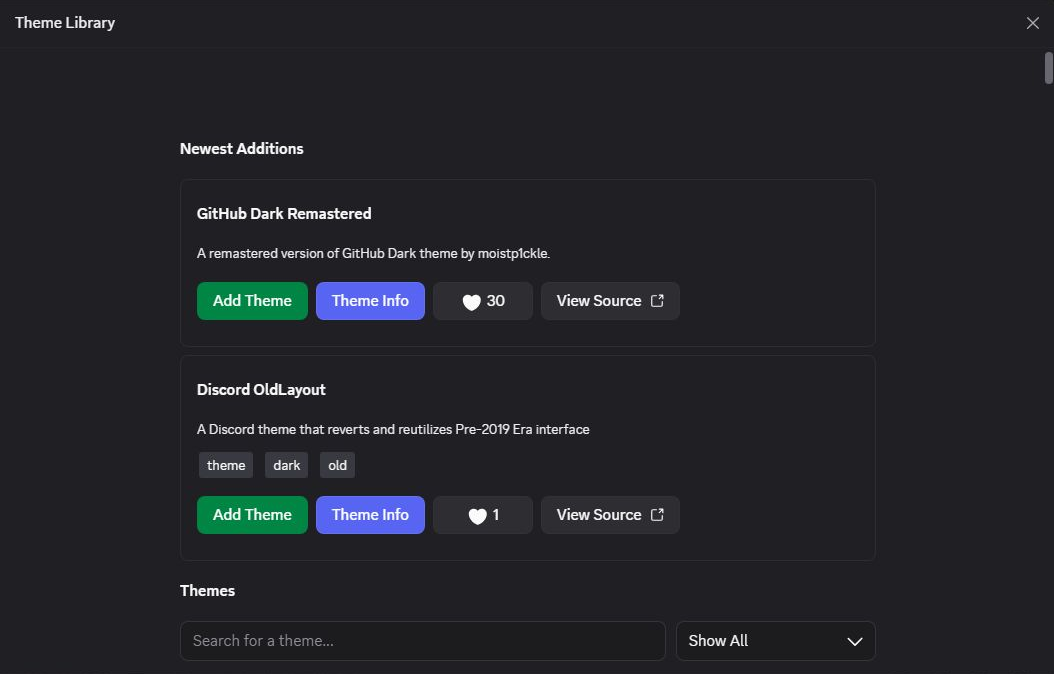 Theme Library
Newest Additions
GitHub Dark Remastered
A remastered version of GitHub Dark theme by moistp1ckle.
Add Theme Theme Info 30 View Source
Discord OldLayout
A Discord theme that reverts and reutilizes Pre-2019 Era interface
theme dark old
Add Theme Theme Info 1 View Source
Themes
Search for a theme... Show All